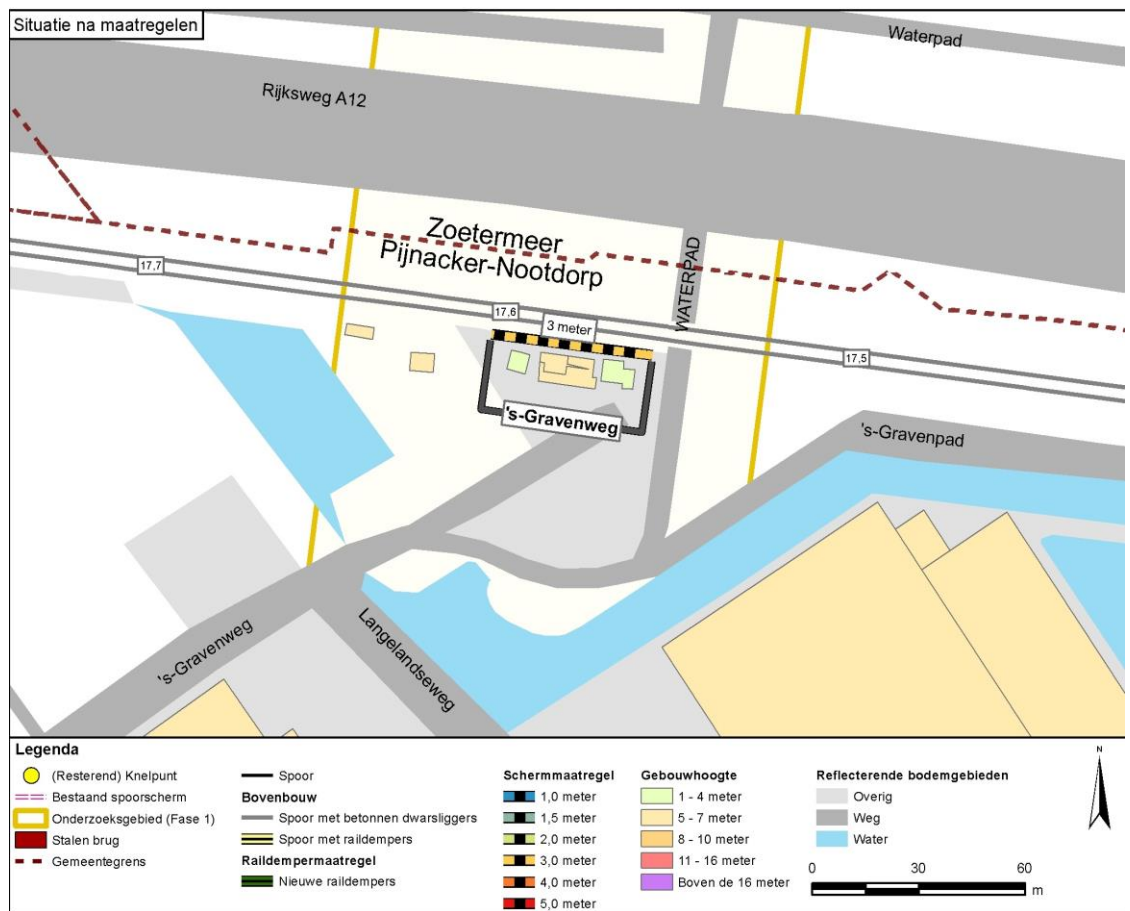 Situatie na maatregelen
Waterpad
Rijksweg A12
Zoetermeer
Pijnacker-Nootdorp
WATERPAD
17,7
17,6
3 meter
17,5
's-Gravenweg
's-Gravenpad
's-Gravenweg
Langelandseweg
Legenda
(Resterend) Knelpunt
Bestaand spoorscherm
Onderzoeksgebied (Fase 1)
Stalen brug
Gemeentegrens
Spoor
Bovenbouw
Spoor met betonnen dwarsliggers
Spoor met raildempers
Raildempermaatregel
Nieuwe raildempers
Schermmaatregel
1,0 meter
1,5 meter
2,0 meter
3,0 meter
4,0 meter
5,0 meter
Gebouwhoogte
1 - 4 meter
5 - 7 meter
8 - 10 meter
11 - 16 meter
Boven de 16 meter
Reflecterende bodemgebieden
Overig
Weg
Water
N
0 30 60
m